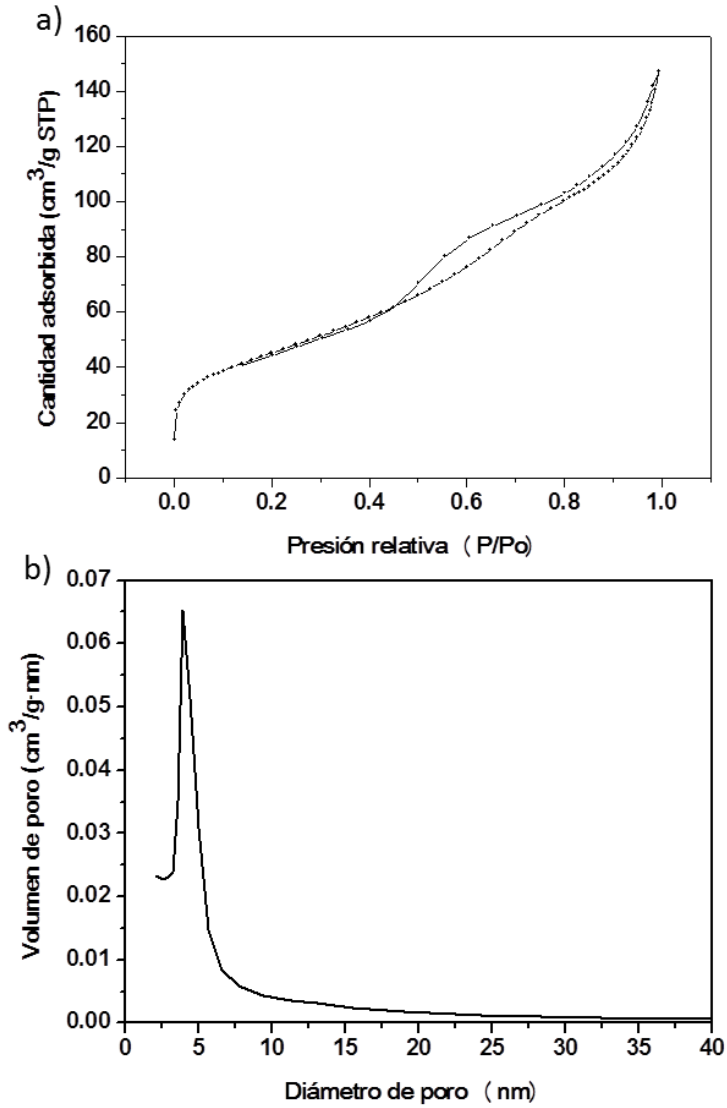 a)
160
140
120
100
80
60
40
20
0
Cantidad adsorbida (cm³/g STP)
0.0 0.2 0.4 0.6 0.8 1.0
Presión relativa ( P/Po)
b)
0.07
0.06
0.05
0.04
0.03
0.02
0.01
0.00
Volumen de poro (cm³/g·nm)
0 5 10 15 20 25 30 35 40
Diámetro de poro ( nm)